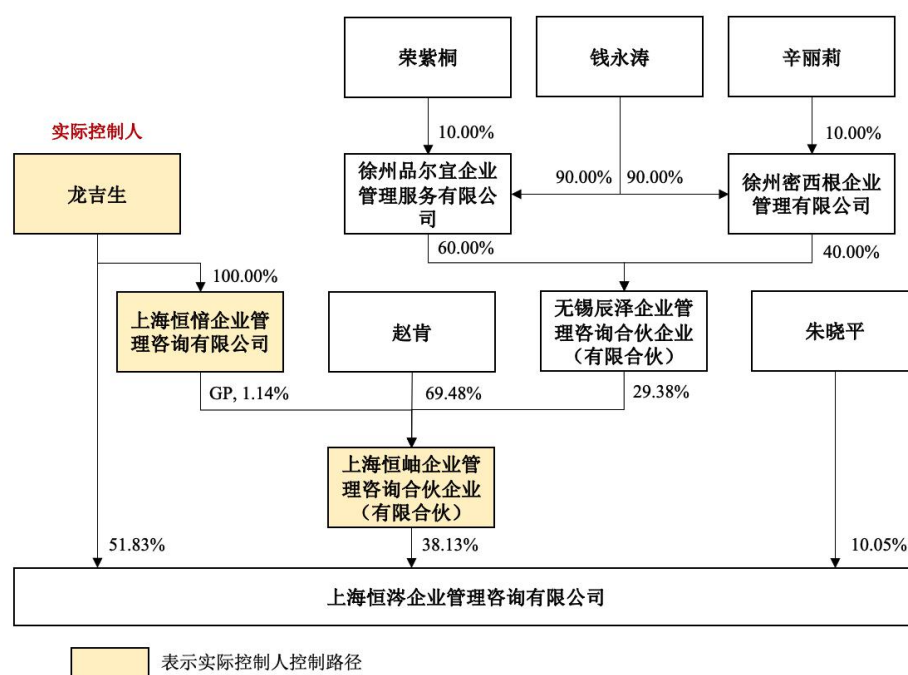 荣紫桐
钱永涛
辛丽莉
实际控制人
10.00%
10.00%
龙吉生
徐州品尔宜企业
管理服务有限公
司
90.00%
90.00%
徐州密西根企业
管理有限公司
60.00%
40.00%
100.00%
上海恒愔企业管
理咨询有限公司
赵肯
无锡辰泽企业管
理咨询合伙企业
（有限合伙）
朱晓平
GP, 1.14%
69.48%
29.38%
上海恒岫企业管
理咨询合伙企业
（有限合伙）
51.83%
38.13%
10.05%
上海恒涔企业管理咨询有限公司
表示实际控制人控制路径